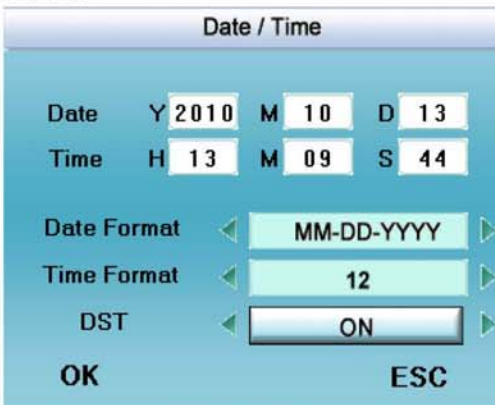 Date / Time
Date Y 2010 M 10 D 13
Time H 13 M 09 S 44
Date Format MM-DD-YYYY
Time Format 12
DST ON
OK ESC